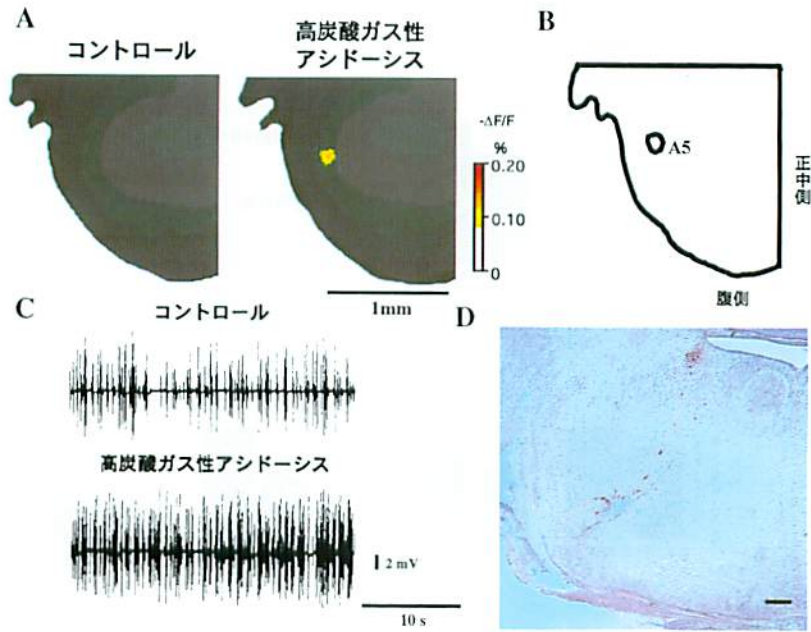 A
コントロール
高炭酸ガス性
アシドーシス
-ΔF/F
%
0.20
0.10
0
1mm
B
A5
正中側
腹側
C
コントロール
高炭酸ガス性アシドーシス
2 mV
10 s
D